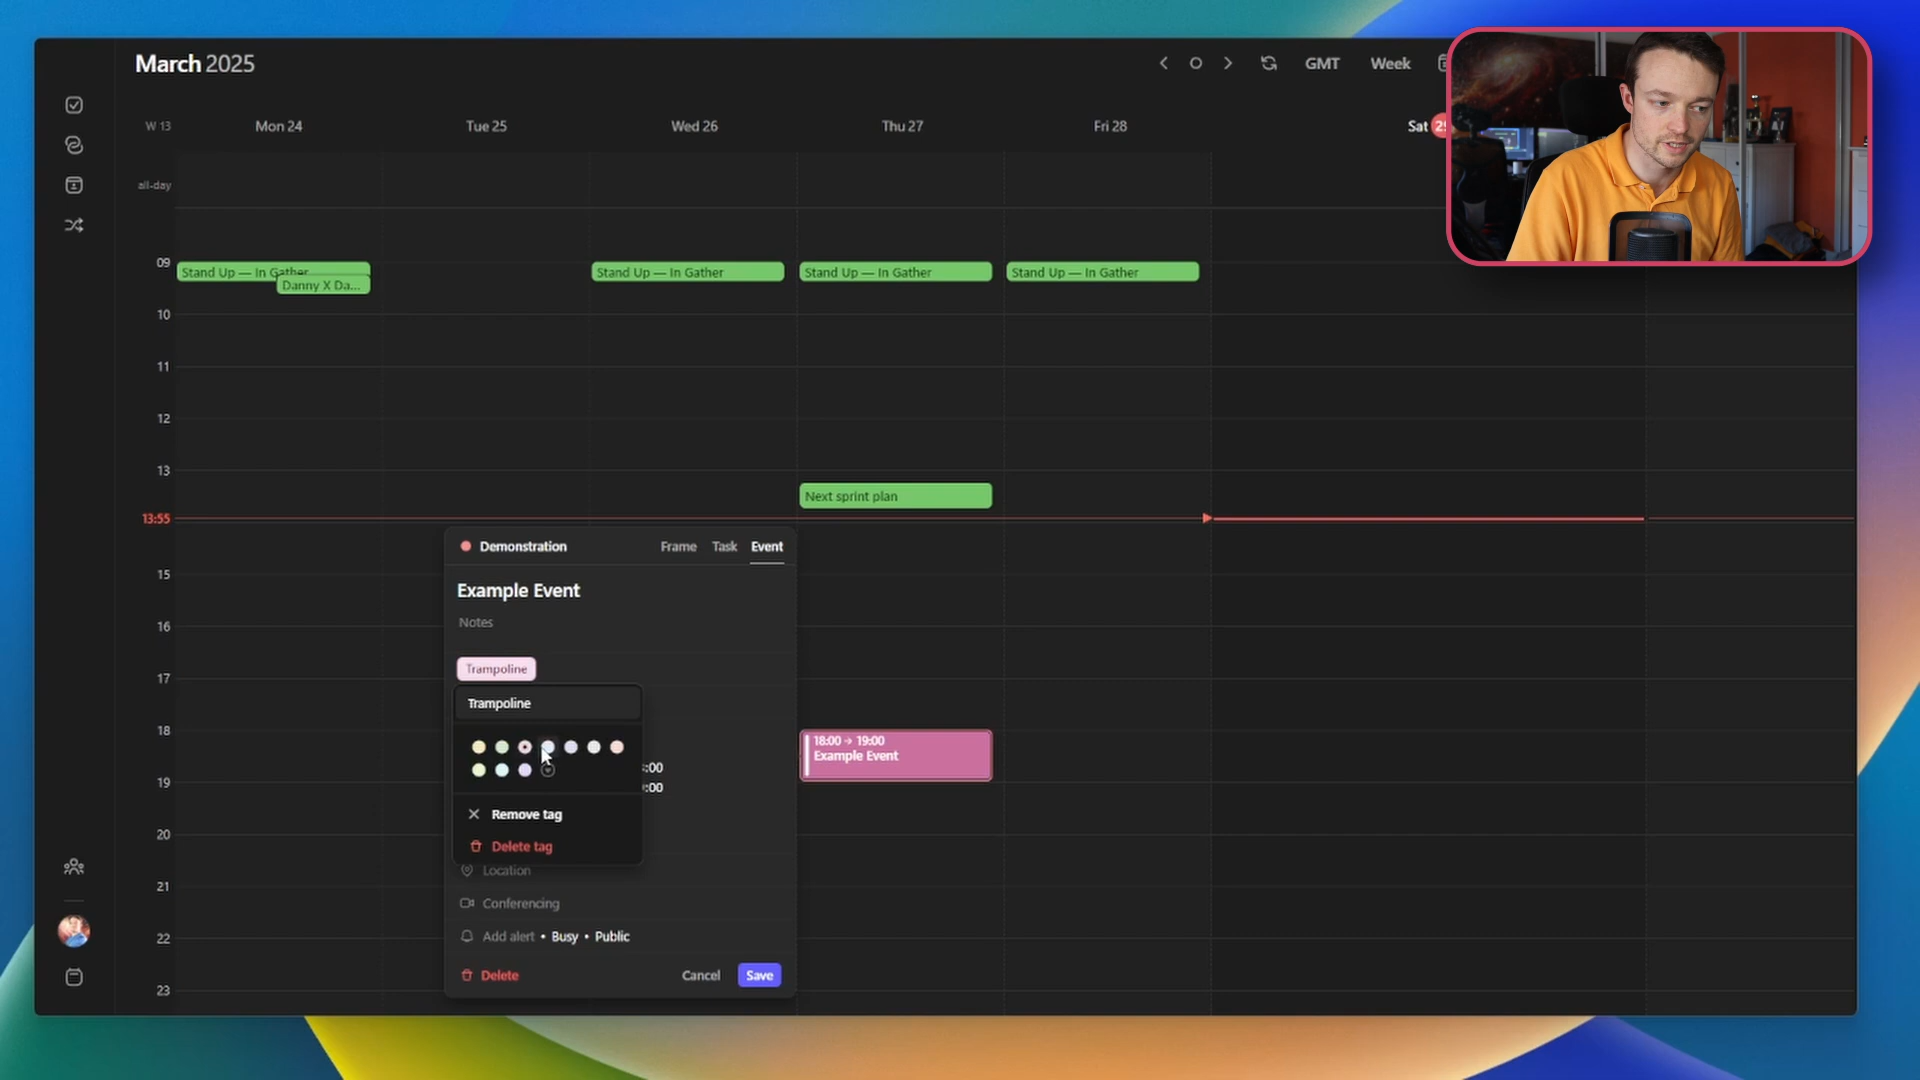 March 2025
GMT
Week
W 13
Mon 24
Tue 25
Wed 26
Thu 27
Fri 28
Sat
all-day
09
Stand Up — In Gather
Danny X Da...
Stand Up — In Gather
Stand Up — In Gather
Stand Up — In Gather
10
11
12
13
Next sprint plan
13:55
Demonstration
Frame
Task
Event
15
Example Event
16
Notes
17
Trampoline
Trampoline
18
18:00 → 19:00
Example Event
:00
:00
19
Remove tag
20
Delete tag
Location
21
Conferencing
22
Add alert • Busy • Public
Delete
Cancel
Save
23